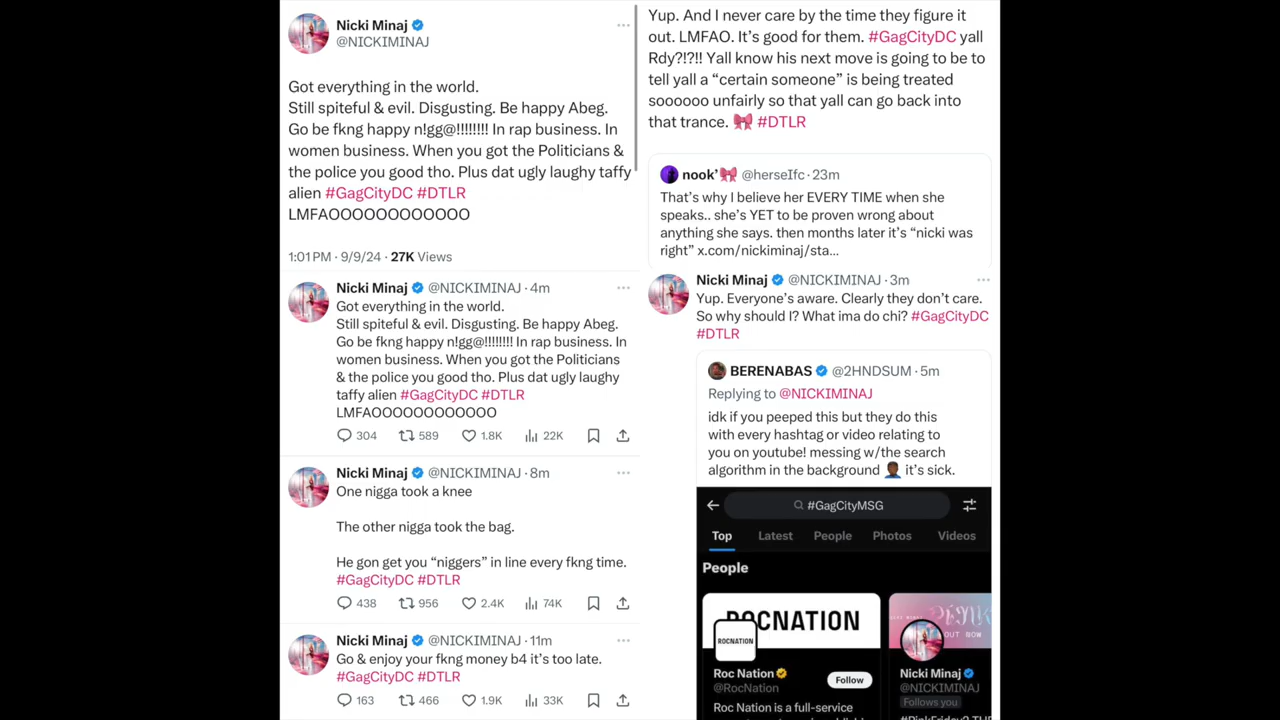 Nicki Minaj
@NICKIMINAJ
Got everything in the world.
Still spiteful & evil. Disgusting. Be happy Abeg.
Go be fkng happy n!gg@!!!!!!!! In rap business. In
women business. When you got the Politicians &
the police you good tho. Plus dat ugly laughy taffy
alien #GagCityDC #DTLR
LMFAOOOOOOOOOOOO
1:01 PM · 9/9/24 · 27K Views
Nicki Minaj @NICKIMINAJ · 4m
Got everything in the world.
Still spiteful & evil. Disgusting. Be happy Abeg.
Go be fkng happy n!gg@!!!!!!!! In rap business. In
women business. When you got the Politicians
& the police you good tho. Plus dat ugly laughy
taffy alien #GagCityDC #DTLR
LMFAOOOOOOOOOOOO
304 589 1.8K 22K
Nicki Minaj @NICKIMINAJ · 8m
One nigga took a knee
The other nigga took the bag.
He gon get you “niggers” in line every fkng time.
#GagCityDC #DTLR
438 956 2.4K 74K
Nicki Minaj @NICKIMINAJ · 11m
Go & enjoy your fkng money b4 it’s too late.
#GagCityDC #DTLR
163 466 1.9K 33K
Yup. And I never care by the time they figure it
out. LMFAO. It’s good for them. #GagCityDC yall
Rdy?!?!! Yall know his next move is going to be to
tell yall a “certain someone” is being treated
soooooo unfairly so that yall can go back into
that trance. 🎀 #DTLR
nook’🎀 @herselfc · 23m
That’s why I believe her EVERY TIME when she
speaks.. she’s YET to be proven wrong about
anything she says. then months later it’s “nicki was
right” x.com/nickiminaj/sta...
Nicki Minaj @NICKIMINAJ · 3m
Yup. Everyone’s aware. Clearly they don’t care.
So why should I? What ima do chi? #GagCityDC
#DTLR
BERENABAS @2HNDSUM · 5m
Replying to @NICKIMINAJ
idk if you peeped this but they do this
with every hashtag or video relating to
you on youtube! messing w/the search
algorithm in the background 🤦🏾‍♂️ it’s sick.
#GagCityMSG
Top Latest People Photos Videos
People
ROCNATION
ROCNATION
Roc Nation
@RocNation
Follow
Roc Nation is a full-service
OUT NOW
Nicki Minaj
@NICKIMINAJ
Follows you